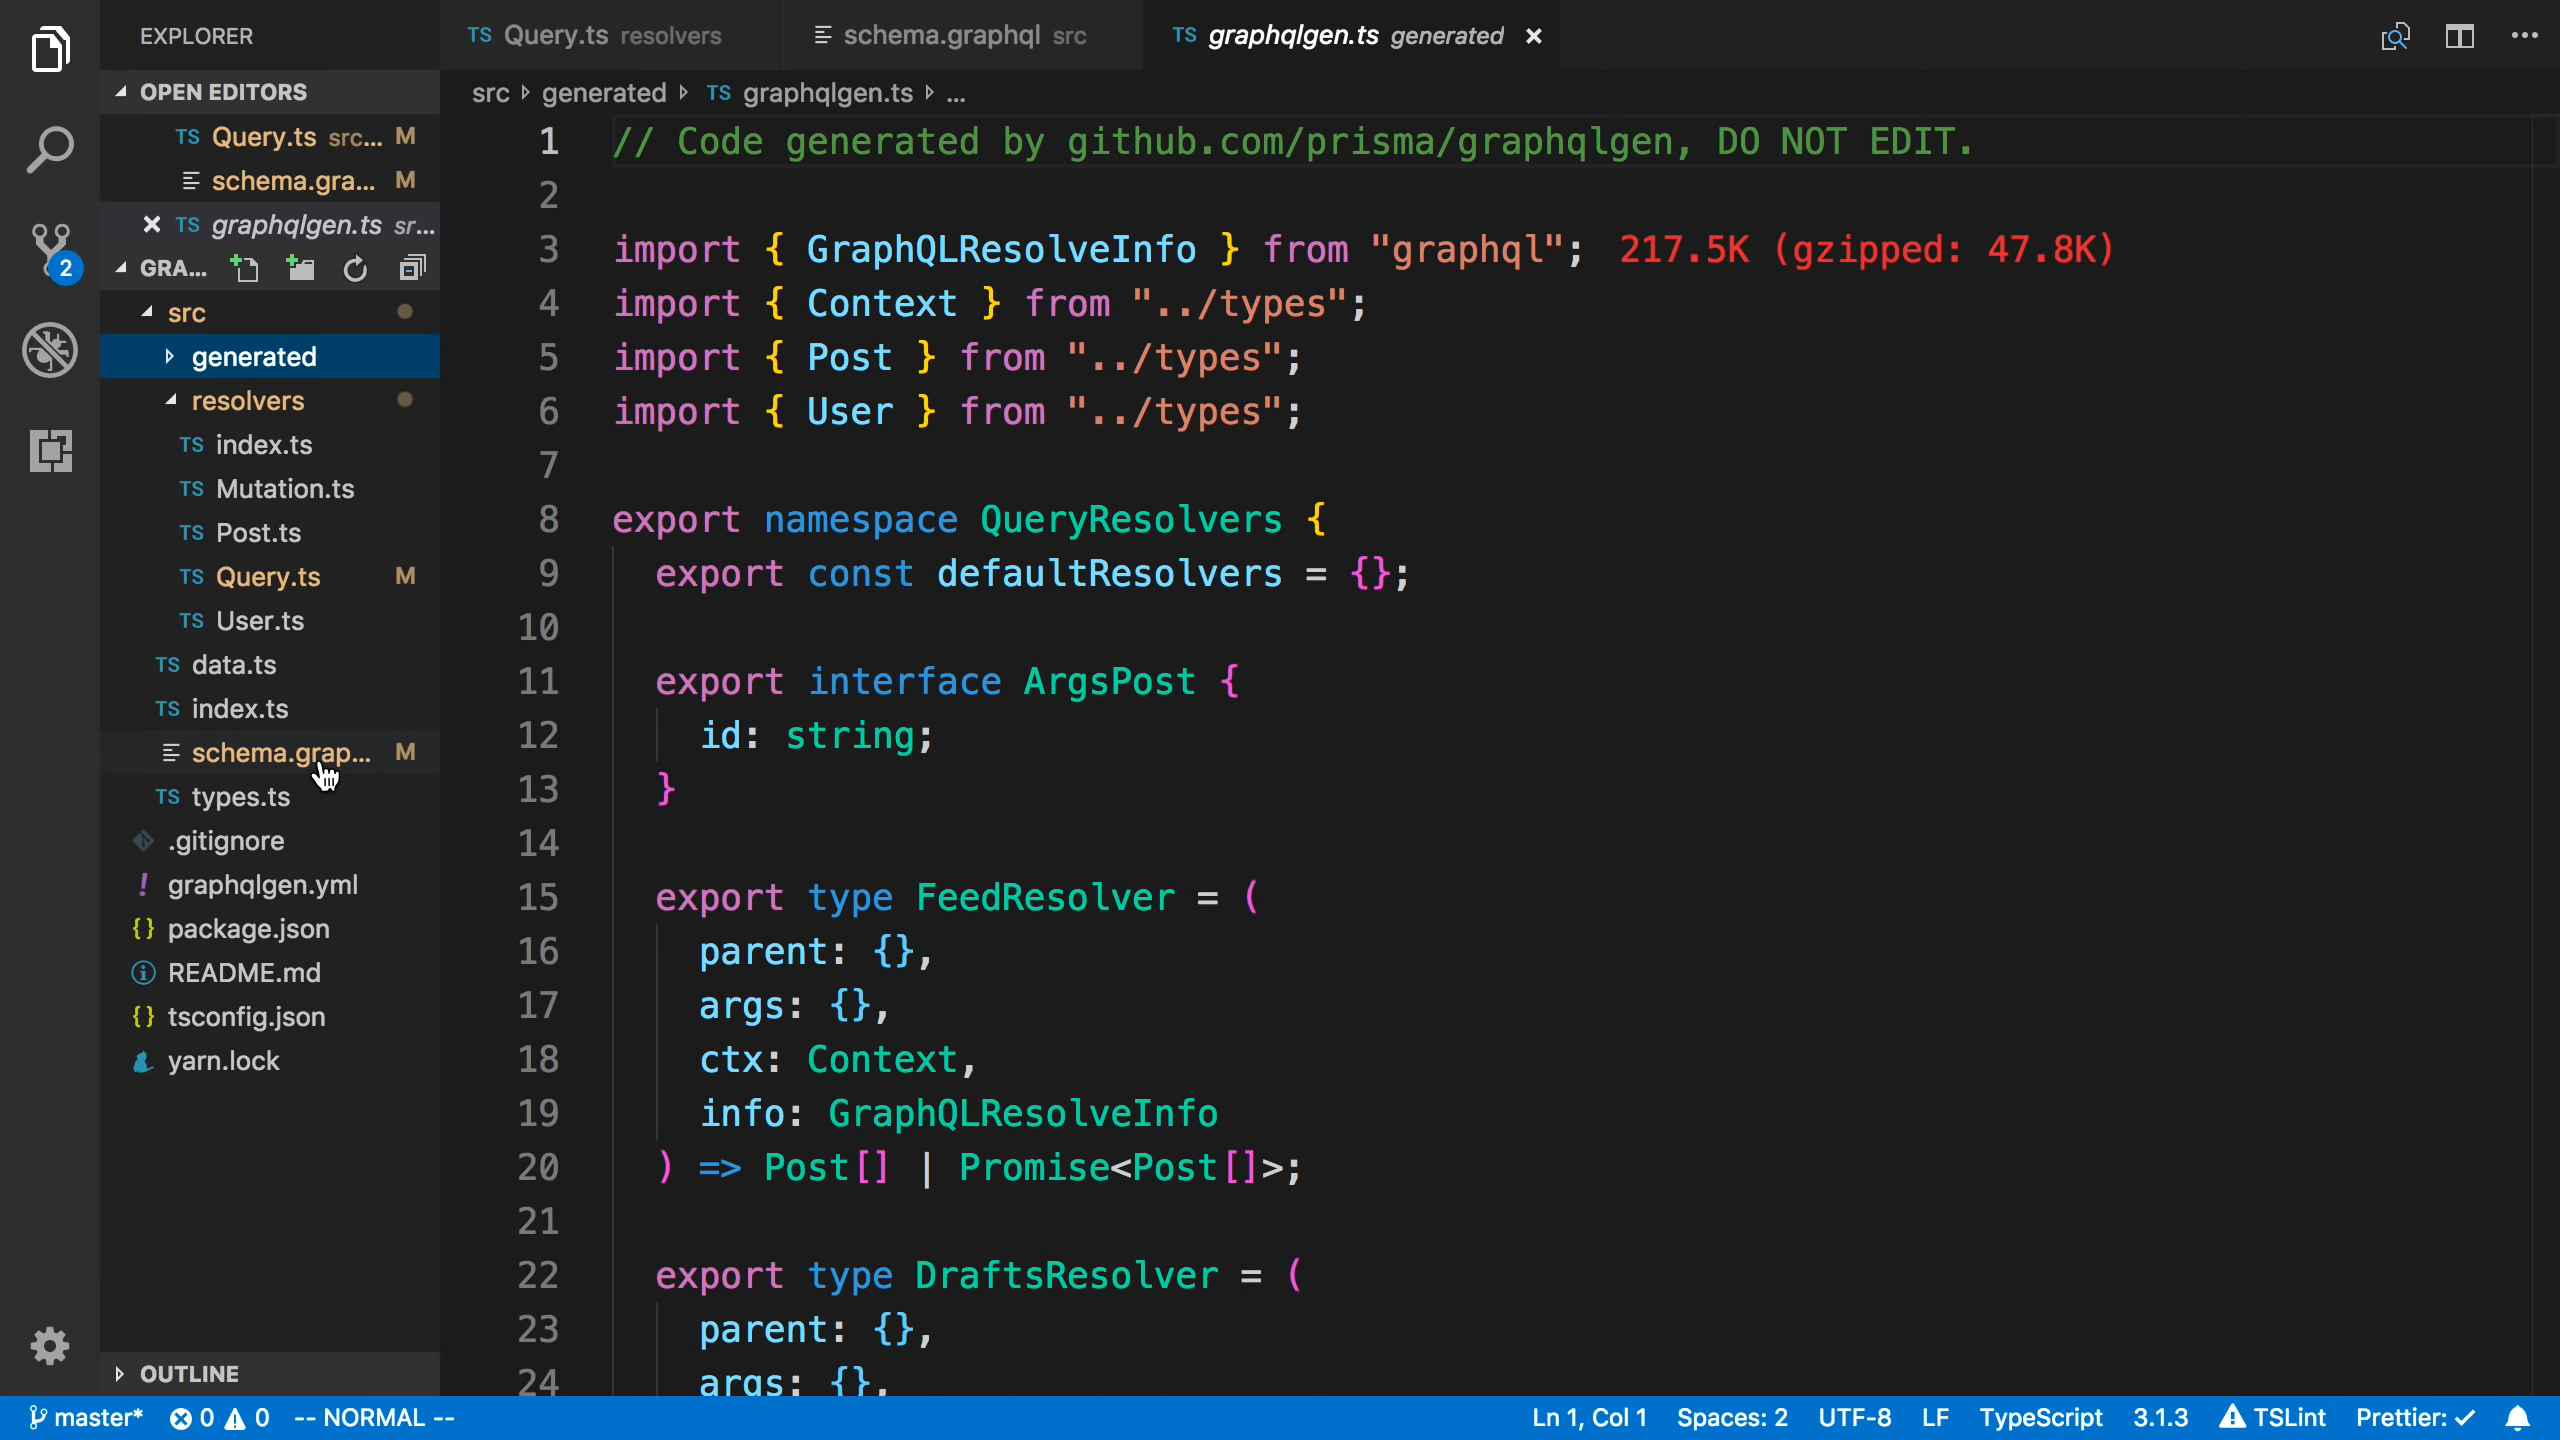 EXPLORER
OPEN EDITORS
TS Query.ts src... M
schema.gra... M
TS graphqlgen.ts sr...
GRA...
2
src
generated
resolvers
TS index.ts
TS Mutation.ts
TS Post.ts
TS Query.ts M
TS User.ts
TS data.ts
TS index.ts
schema.grap... M
TS types.ts
.gitignore
! graphqlgen.yml
{} package.json
README.md
{} tsconfig.json
yarn.lock
OUTLINE
TS Query.ts resolvers
schema.graphql src
TS graphqlgen.ts generated
src generated TS graphqlgen.ts ...
1 // Code generated by github.com/prisma/graphqlgen, DO NOT EDIT.
2
3 import { GraphQLResolveInfo } from "graphql"; 217.5K (gzipped: 47.8K)
4 import { Context } from "../types";
5 import { Post } from "../types";
6 import { User } from "../types";
7
8 export namespace QueryResolvers {
9 export const defaultResolvers = {};
10
11 export interface ArgsPost {
12 id: string;
13 }
14
15 export type FeedResolver = (
16 parent: {},
17 args: {},
18 ctx: Context,
19 info: GraphQLResolveInfo
20 ) => Post[] | Promise<Post[]>;
21
22 export type DraftsResolver = (
23 parent: {},
24 args: {},
master* 0 0 -- NORMAL --
Ln 1, Col 1 Spaces: 2 UTF-8 LF TypeScript 3.1.3 TSLint Prettier: ✓